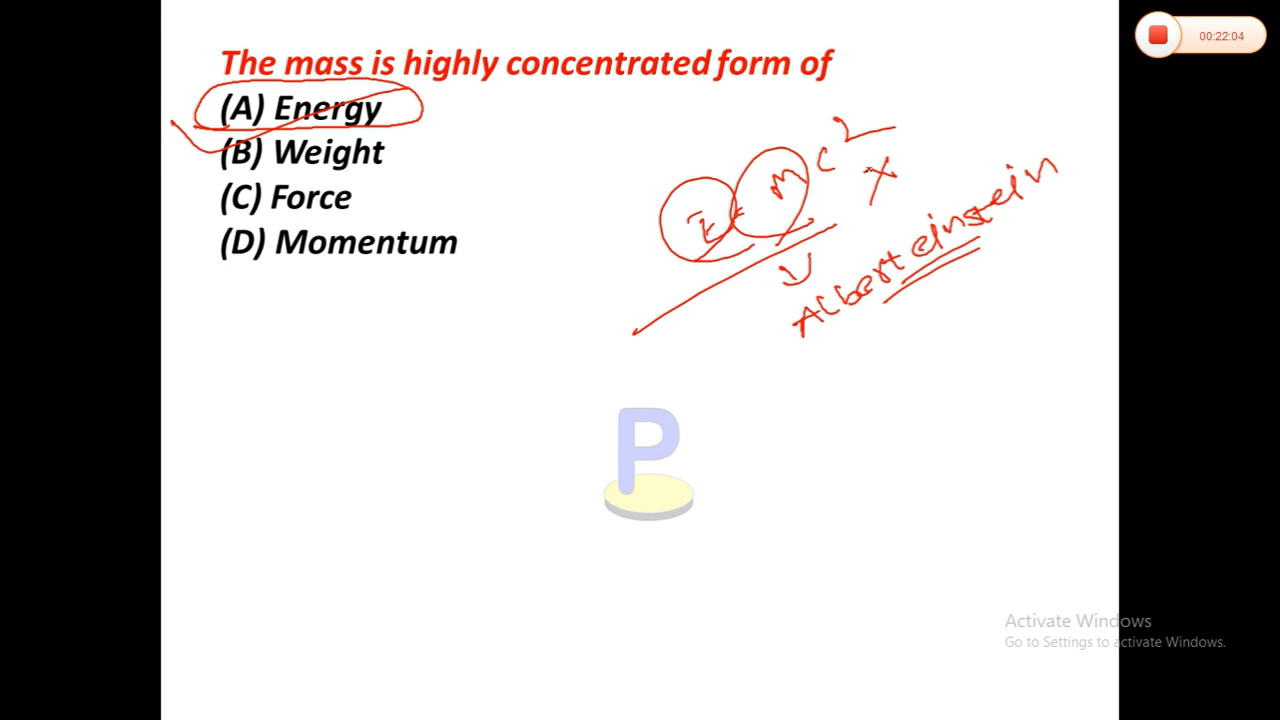 00:22:04
The mass is highly concentrated form of
(A) Energy
(B) Weight
(C) Force
(D) Momentum
E = mc2
Albert einstein
P
Activate Windows
Go to Settings to activate Windows.